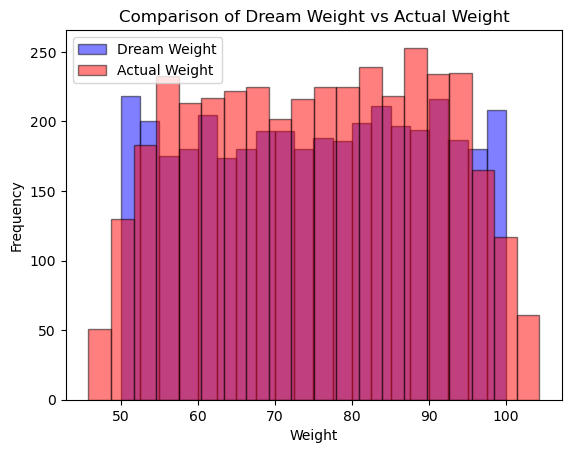 Comparison of Dream Weight vs Actual Weight
Dream Weight
Actual Weight
250
200
150
100
50
0
Frequency
50 60 70 80 90 100
Weight